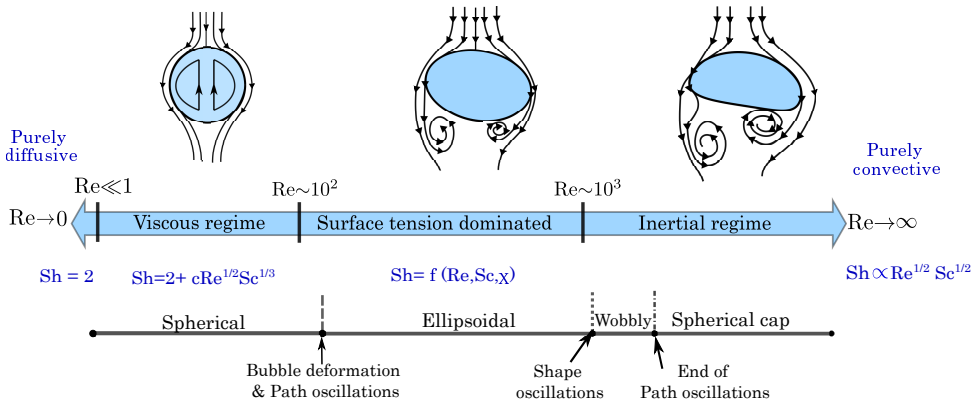 Purely
diffusive
Purely
convective
Re≪1
Re∼10²
Re∼10³
Re→0
Viscous regime
Surface tension dominated
Inertial regime
Re→∞
Sh = 2
Sh=2+ cRe^{1/2}Sc^{1/3}
Sh= f (Re,Sc,χ)
Sh∝Re^{1/2} Sc^{1/2}
Spherical
Ellipsoidal
Wobbly
Spherical cap
Bubble deformation
& Path oscillations
Shape
oscillations
End of
Path oscillations